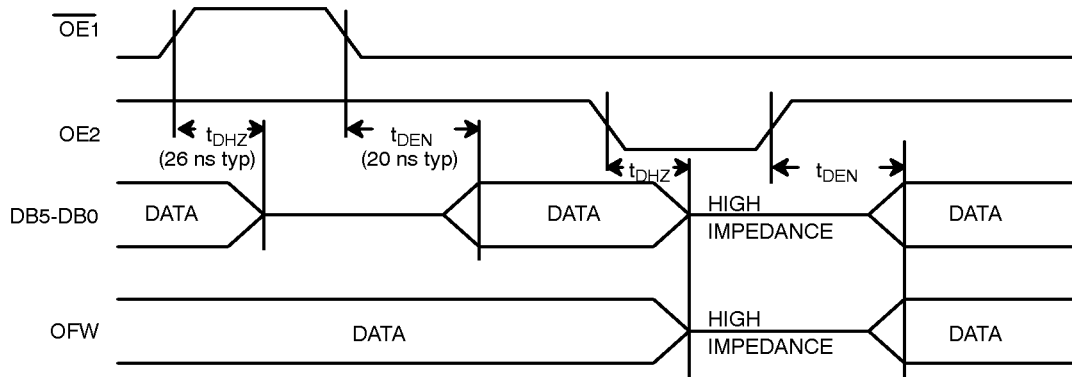 OE1
OE2
tDHZ
(26 ns typ)
tDEN
(20 ns typ)
tDHZ
tDEN
DB5-DB0
DATA
DATA
HIGH
IMPEDANCE
DATA
OFW
DATA
HIGH
IMPEDANCE
DATA